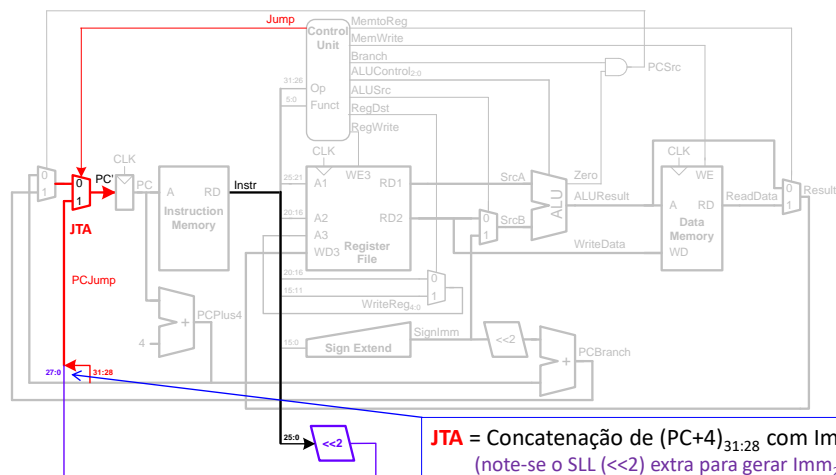 Jump
MemtoReg
Control
Unit
MemWrite
Branch
ALUControl2:0
PCSrc
31:26
Op
ALUSrc
5:0
Funct
RegDst
RegWrite
CLK
CLK
CLK
0
1
0
1
PC'
PC
A
RD
Instr
25:21
A1
WE3
RD1
SrcA
Zero
WE
Instruction
Memory
20:16
A2
RD2
0
1
SrcB
ALU
ALUResult
A
RD
ReadData
0
1
Result
JTA
A3
Register
File
WD3
Data
Memory
WriteData
WD
PCJump
20:16
0
15:11
1
WriteReg4:0
PCPlus4
+
4
SignImm
15:0
Sign Extend
<<2
+
PCBranch
27:0
31:28
25:0
<<2
JTA = Concatenação de (PC+4)31:28 com Im
(note-se o SLL (<<2) extra para gerar Imm